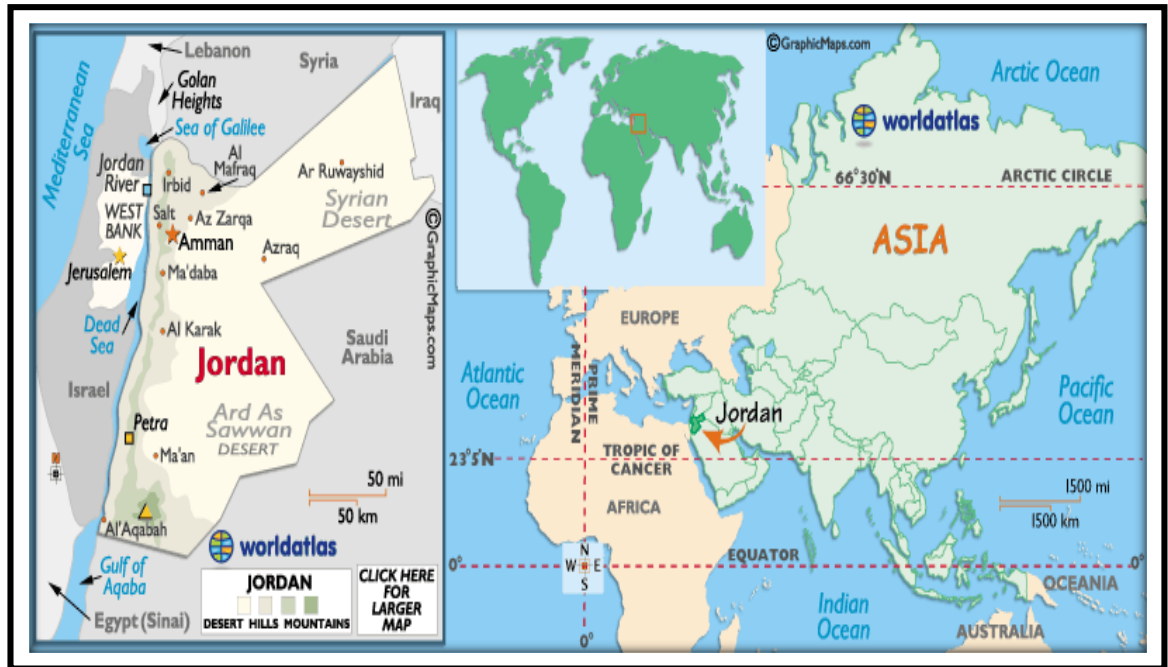 Lebanon
Syria
Golan
Heights
Iraq
Mediterranean
Sea
Sea of Galilee
Jordan
River
Al
Mafraq
Irbid
Ar Ruwayshid
Syrian
Desert
WEST
BANK
Salt
Az Zarqa
Amman
Azraq
Jerusalem
Ma'daba
©GraphicMaps.com
Dead
Sea
Al Karak
Saudi
Arabia
Jordan
Israel
Ard As
Sawwan
DESERT
Petra
Ma'an
50 mi
50 km
Al'Aqabah
worldatlas
Gulf of
Aqaba
Egypt (Sinai)
JORDAN
DESERT HILLS MOUNTAINS
CLICK HERE
FOR
LARGER
MAP
©GraphicMaps.com
Arctic Ocean
worldatlas
66°30'N
ARCTIC CIRCLE
ASIA
EUROPE
Atlantic
Ocean
PRIME
MERIDIAN
Pacific
Ocean
Jordan
23°5'N
TROPIC OF
CANCER
AFRICA
1500 mi
1500 km
N
W E
S
EQUATOR
0°
0°
OCEANIA
Indian
Ocean
AUSTRALIA
0°